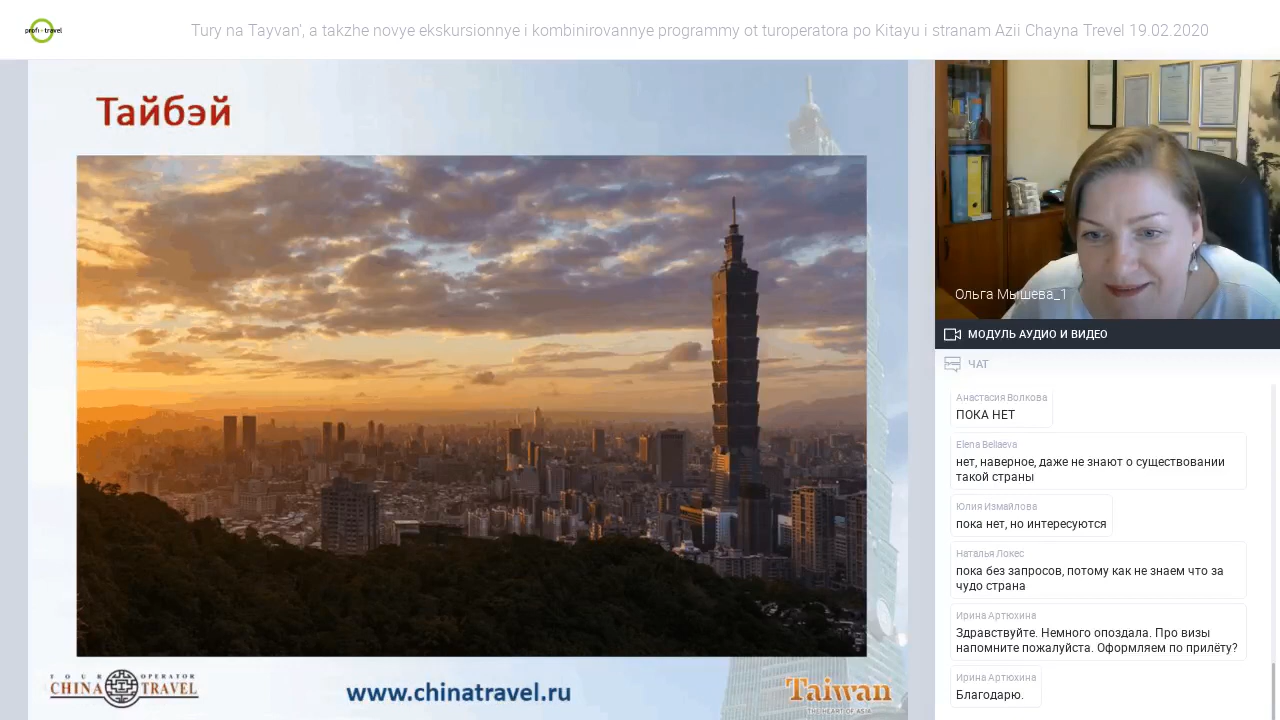 profi travel
Tury na Tayvan', a takzhe novye ekskursionnye i kombinirovannye programmy ot turoperatora po Kitayu i stranam Azii Chayna Trevel 19.02.2020
Тайбэй
TOUR OPERATOR
CHINA TRAVEL
www.chinatravel.ru
Taiwan
THE HEART OF ASIA
Ольга Мышева_1
МОДУЛЬ АУДИО И ВИДЕО
ЧАТ
Анастасия Волкова
ПОКА НЕТ
Elena Beliaeva
нет, наверное, даже не знают о существовании
такой страны
Юлия Измайлова
пока нет, но интересуются
Наталья Локес
пока без запросов, потому как не знаем что за
чудо страна
Ирина Артюхина
Здравствуйте. Немного опоздала. Про визы
напомните пожалуйста. Оформляем по прилёту?
Ирина Артюхина
Благодарю.